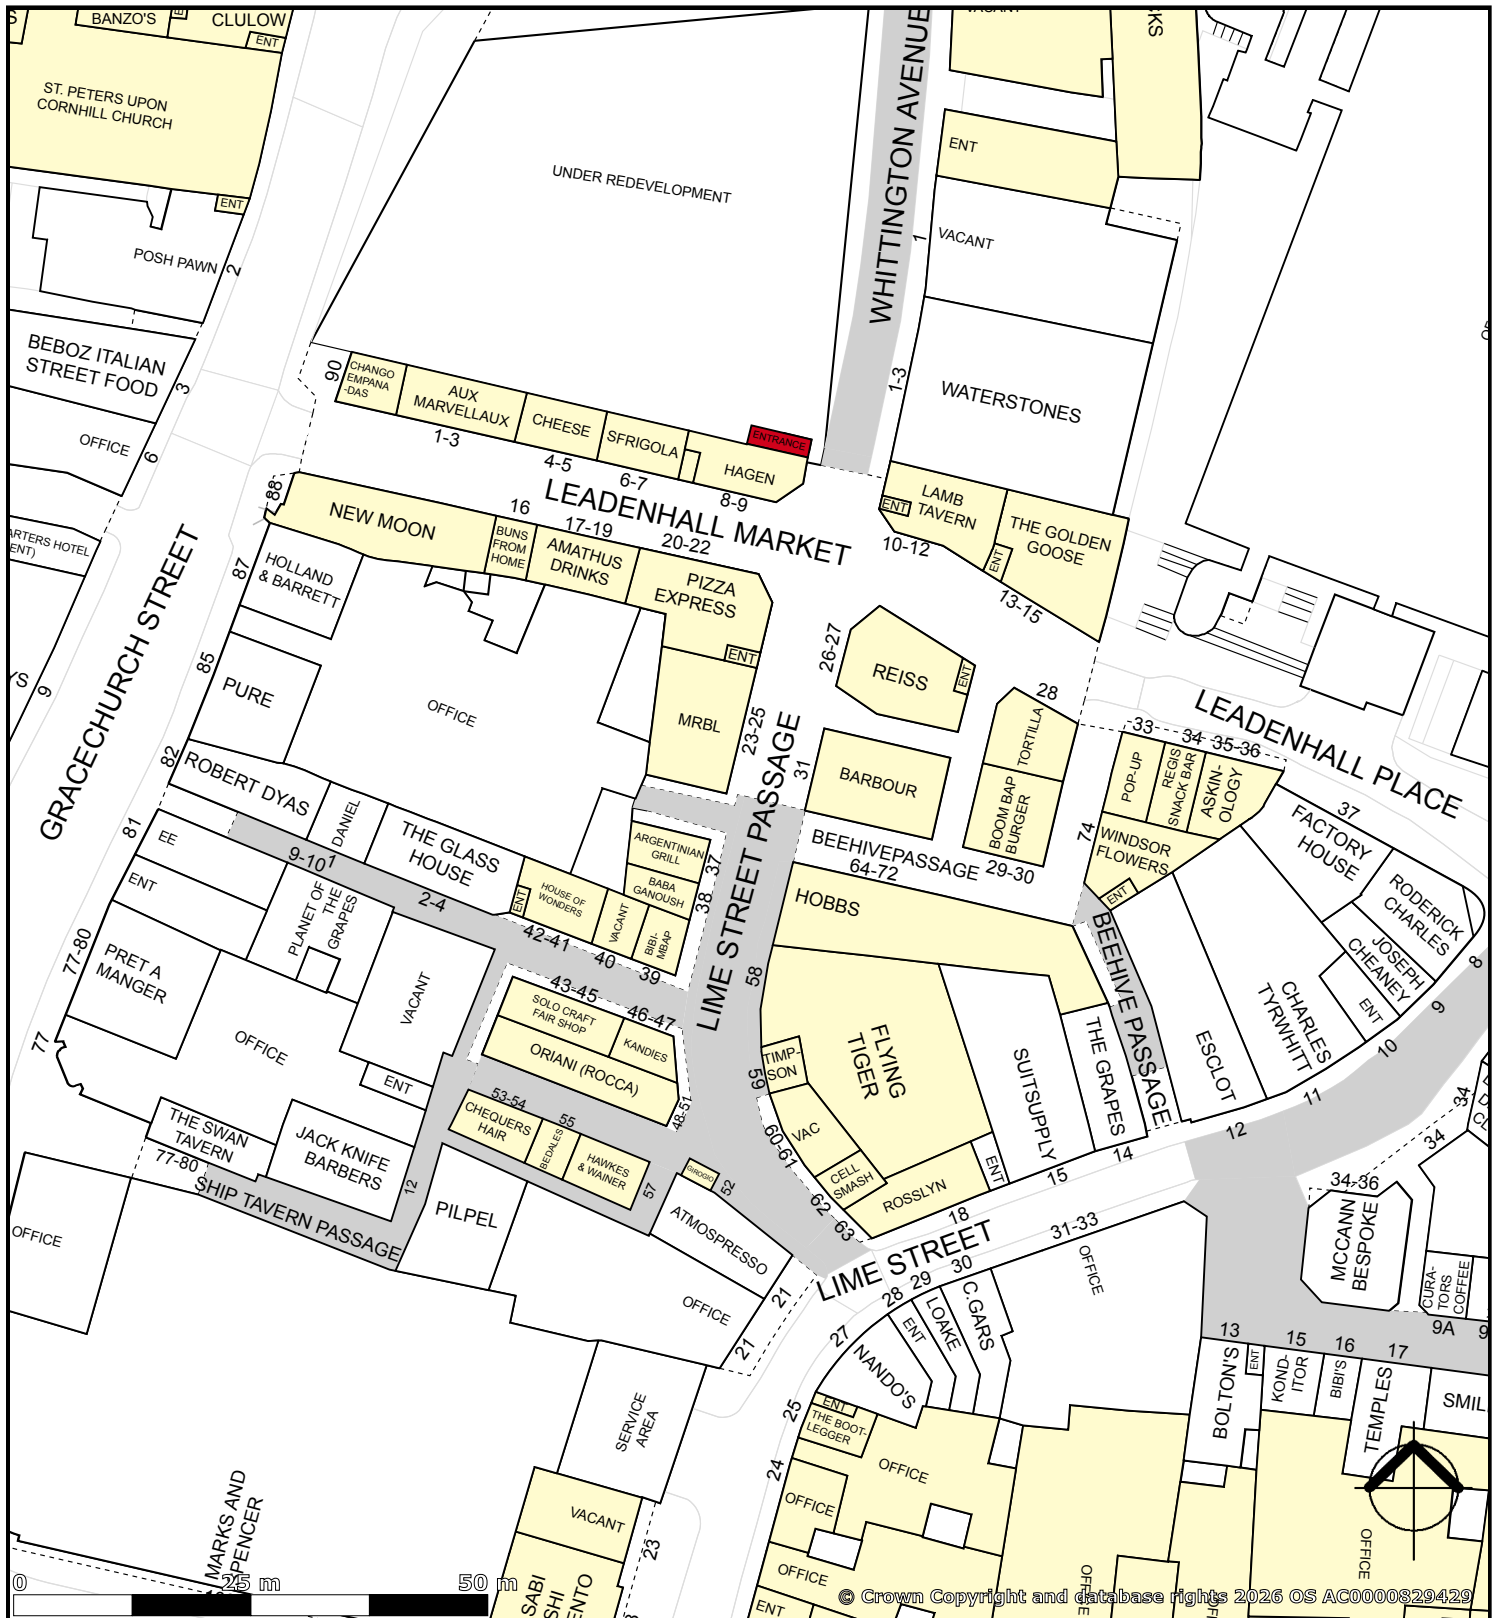 BANZO'S
CLULOW
ENT
ST. PETERS UPON
CORNHILL CHURCH
ENT
POSH PAWN
2
BEBOZ ITALIAN
STREET FOOD
3
OFFICE
6
ARTERS HOTEL
ENT)
9
UNDER REDEVELOPMENT
WHITTINGTON AVENUE
VACANT
ENT
1
VACANT
1-3
WATERSTONES
90
CHANGO
EMPANA
-DAS
AUX
MARVELLAUX
CHEESE
SFRIGOLA
ENTRANCE
HAGEN
1-3
4-5
6-7
8-9
LEADENHALL MARKET
88
NEW MOON
16
BUNS
FROM
HOME
17-19
AMATHUS
DRINKS
20-22
PIZZA
EXPRESS
ENT
LAMB
TAVERN
ENT
10-12
THE GOLDEN
GOOSE
ENT
13-15
GRACECHURCH STREET
87
HOLLAND
& BARRETT
85
PURE
82
ROBERT DYAS
OFFICE
MRBL
23-25
26-27
REISS
ENT
28
TORTILLA
BOOM BAP
BURGER
29-30
31
BARBOUR
BEEHIVEPASSAGE
64-72
LEADENHALL PLACE
33
34
35-36
POP-UP
REGIS
SNACK BAR
ASKIN-
OLOGY
74
WINDSOR
FLOWERS
ENT
37
FACTORY
HOUSE
RODERICK
CHARLES
JOSEPH
CHEANEY
ENT
8
9
10
11
12
CHARLES
TYRWHITT
ESCLOT
BEEHIVE PASSAGE
THE GRAPES
14
SUITSUPPLY
15
81
EE
ENT
9-10
1
DANIEL
THE GLASS
HOUSE
2-4
PLANET OF
THE
GRAPES
VACANT
77-80
PRET A
MANGER
77
OFFICE
ENT
ENT
HOUSE OF
WONDERS
VACANT
BIBI-
MBAP
ARGENTINIAN
GRILL
BABA
GANOUSH
37
38
39
40
42-41
LIME STREET PASSAGE
HOBBS
58
FLYING
TIGER
TIMP-
SON
59
VAC
60-61
CELL
SMASH
62
63
ROSSLYN
ENT
18
43-45
46-47
SOLO CRAFT
FAIR SHOP
KANDIES
ORIANI (ROCCA)
48-51
53-54
55
CHEQUERS
HAIR
BEDALES
HAWKES
& WAINER
57
GIROGIO
52
ATMOSPRESSO
THE SWAN
TAVERN
77-80
JACK KNIFE
BARBERS
12
SHIP TAVERN PASSAGE
PILPEL
OFFICE
OFFICE
21
21
LIME STREET
31-33
OFFICE
30
29
28
27
C.GARS
LOAKE
ENT
NANDO'S
25
ENT
THE BOOT-
LEGGER
24
OFFICE
OFFICE
OFFICE
ENT
SERVICE
AREA
VACANT
23
MARKS AND
SPENCER
34
34
34-36
MCCANN
BESPOKE
CURA-
TORS
COFFEE
9A
13
15
16
17
BOLTON'S
ENT
KOND-
ITOR
BIBI'S
TEMPLES
SMIL
OFFICE
OFFICE
0
25 m
50 m
© Crown Copyright and database rights 2026 OS AC0000829429